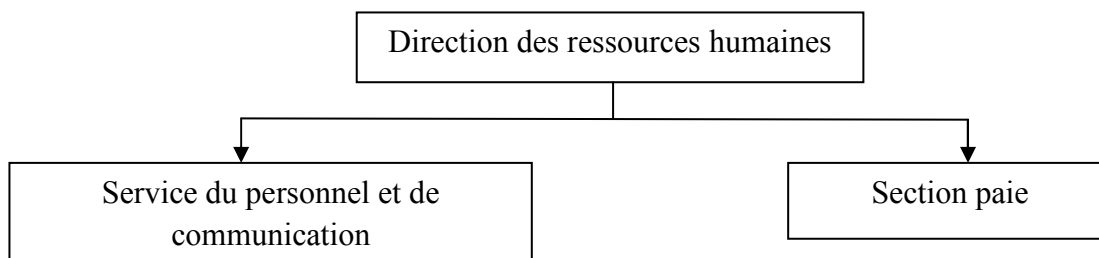 Direction des ressources humaines
Service du personnel et de
communication
Section paie